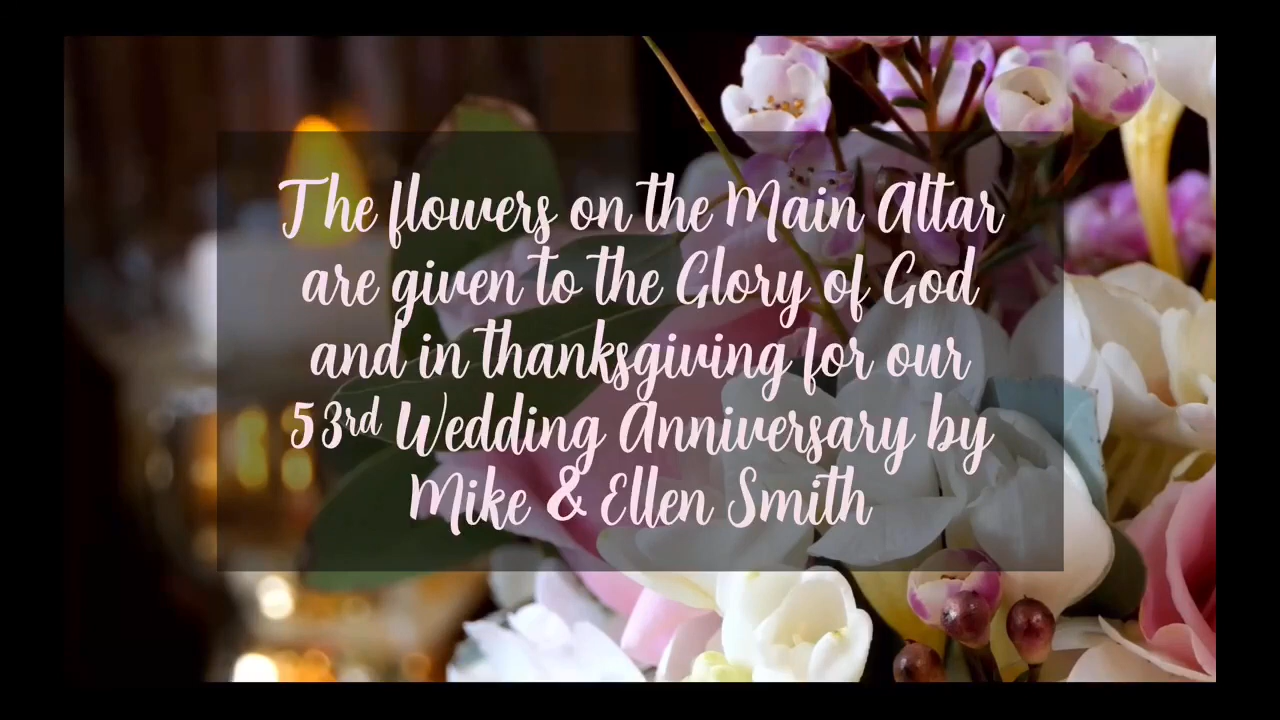 The flowers on the Main Altar
are given to the Glory of God
and in thanksgiving for our
53rd Wedding Anniversary by
Mike & Ellen Smith